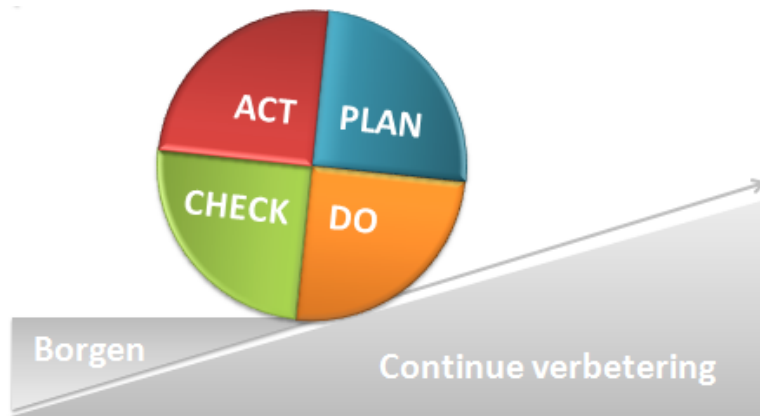 ACT
PLAN
CHECK
DO
Borgen
Continue verbetering